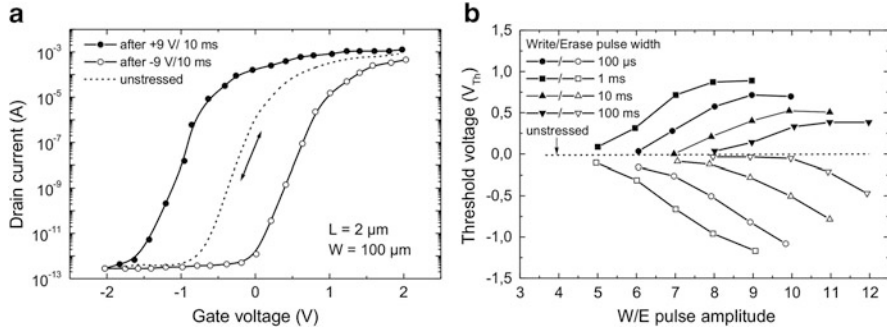 a
after +9 V/ 10 ms
after -9 V/10 ms
unstressed
Drain current (A)
10⁻³
10⁻⁵
10⁻⁷
10⁻⁹
10⁻¹¹
10⁻¹³
L = 2 µm
W = 100 µm
-2 -1 0 1 2
Gate voltage (V)
b
Write/Erase pulse width
100 µs
1 ms
10 ms
100 ms
unstressed
Threshold voltage (V_Th)
1,5
1,0
0,5
0,0
-0,5
-1,0
-1,5
3 4 5 6 7 8 9 10 11 12 13
W/E pulse amplitude